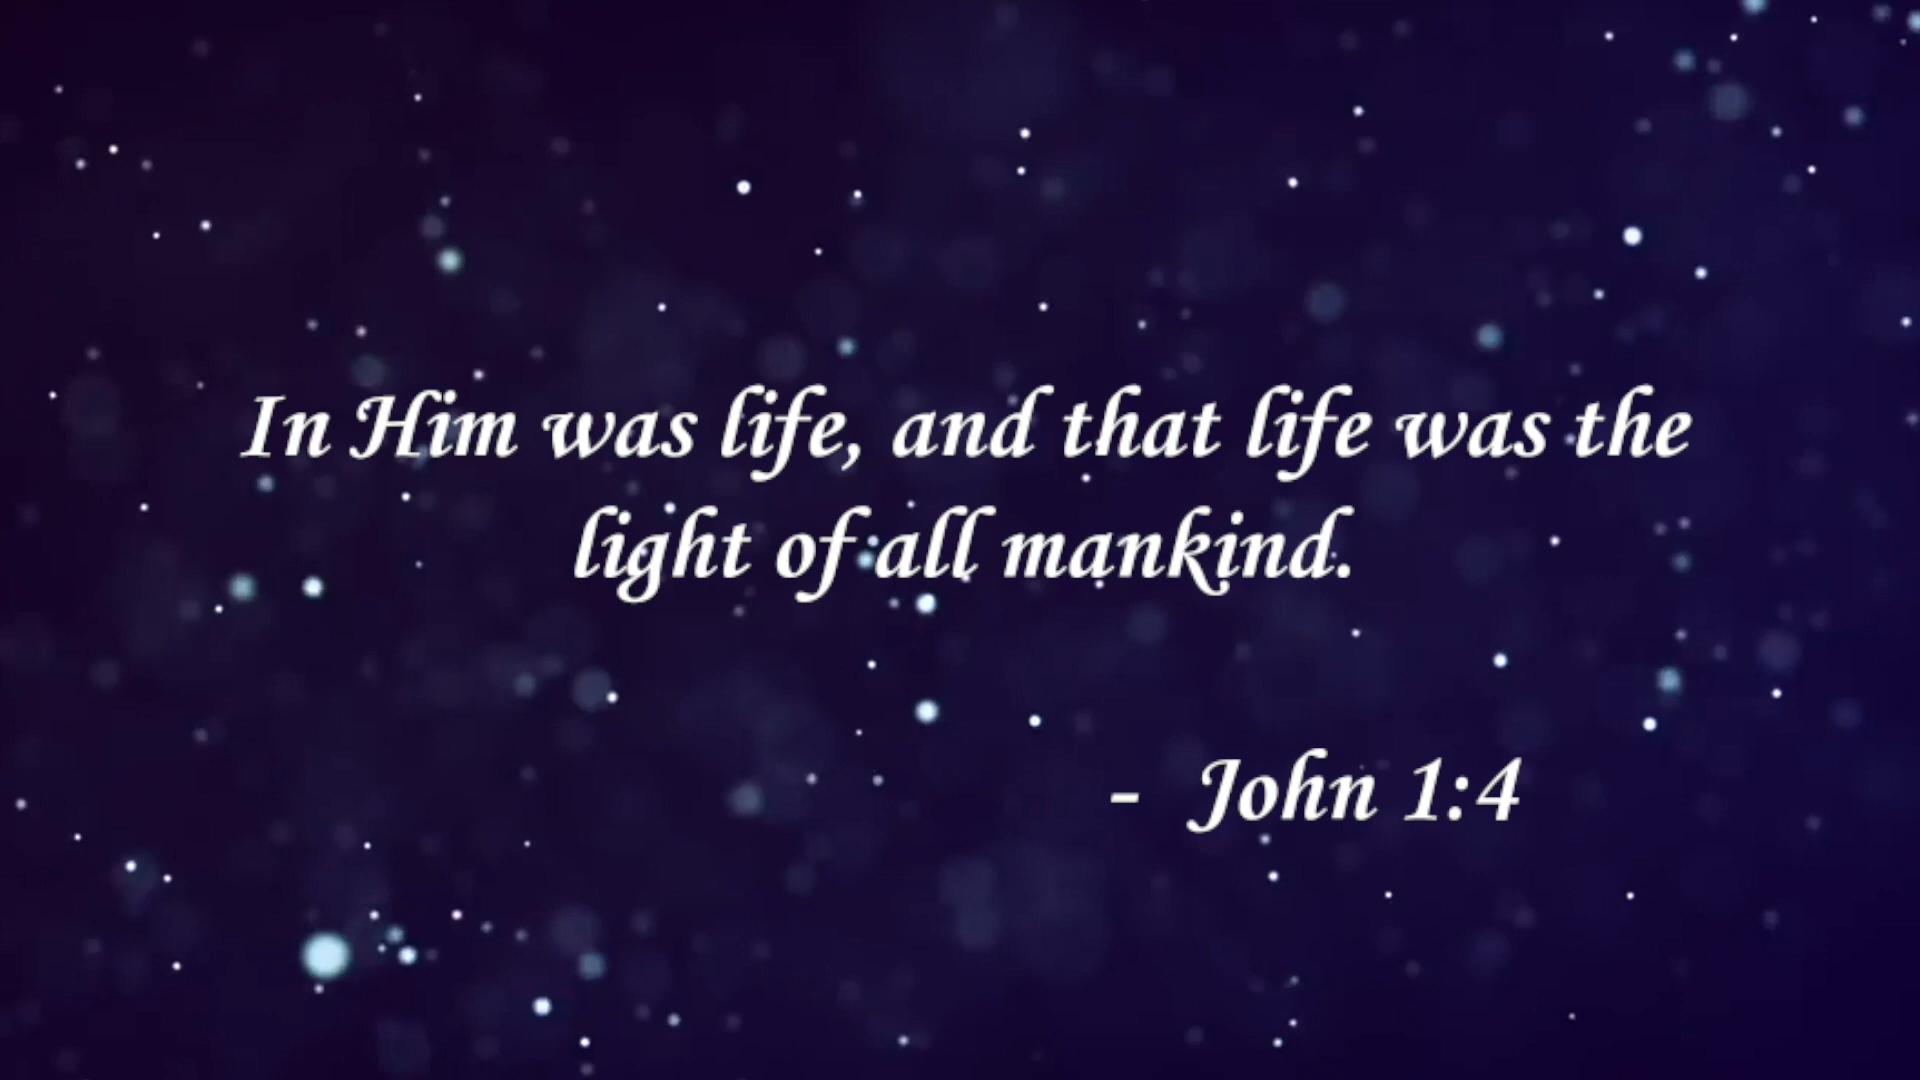 In Him was life, and that life was the
light of all mankind.
- John 1:4